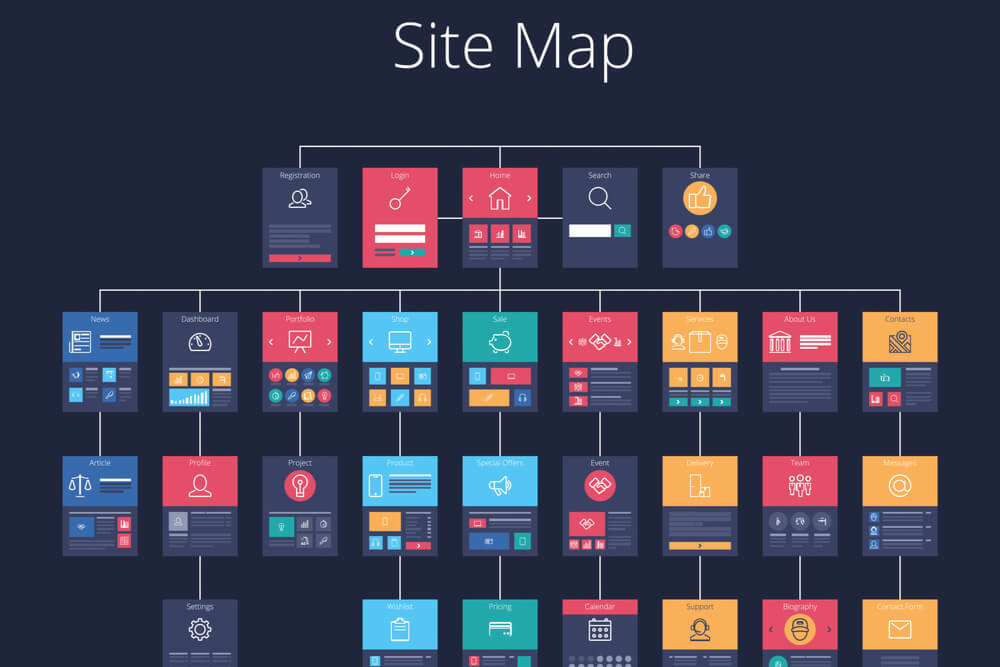 Site Map
Registration
Login
Home
Search
Share
News
Dashboard
Portfolio
Shop
Sale
Events
Services
About Us
Contacts
Article
Profile
Project
Product
Special Offers
Event
Delivery
Team
Messages
Settings
Wishlist
Pricing
Calendar
Support
Biography
Contact Form